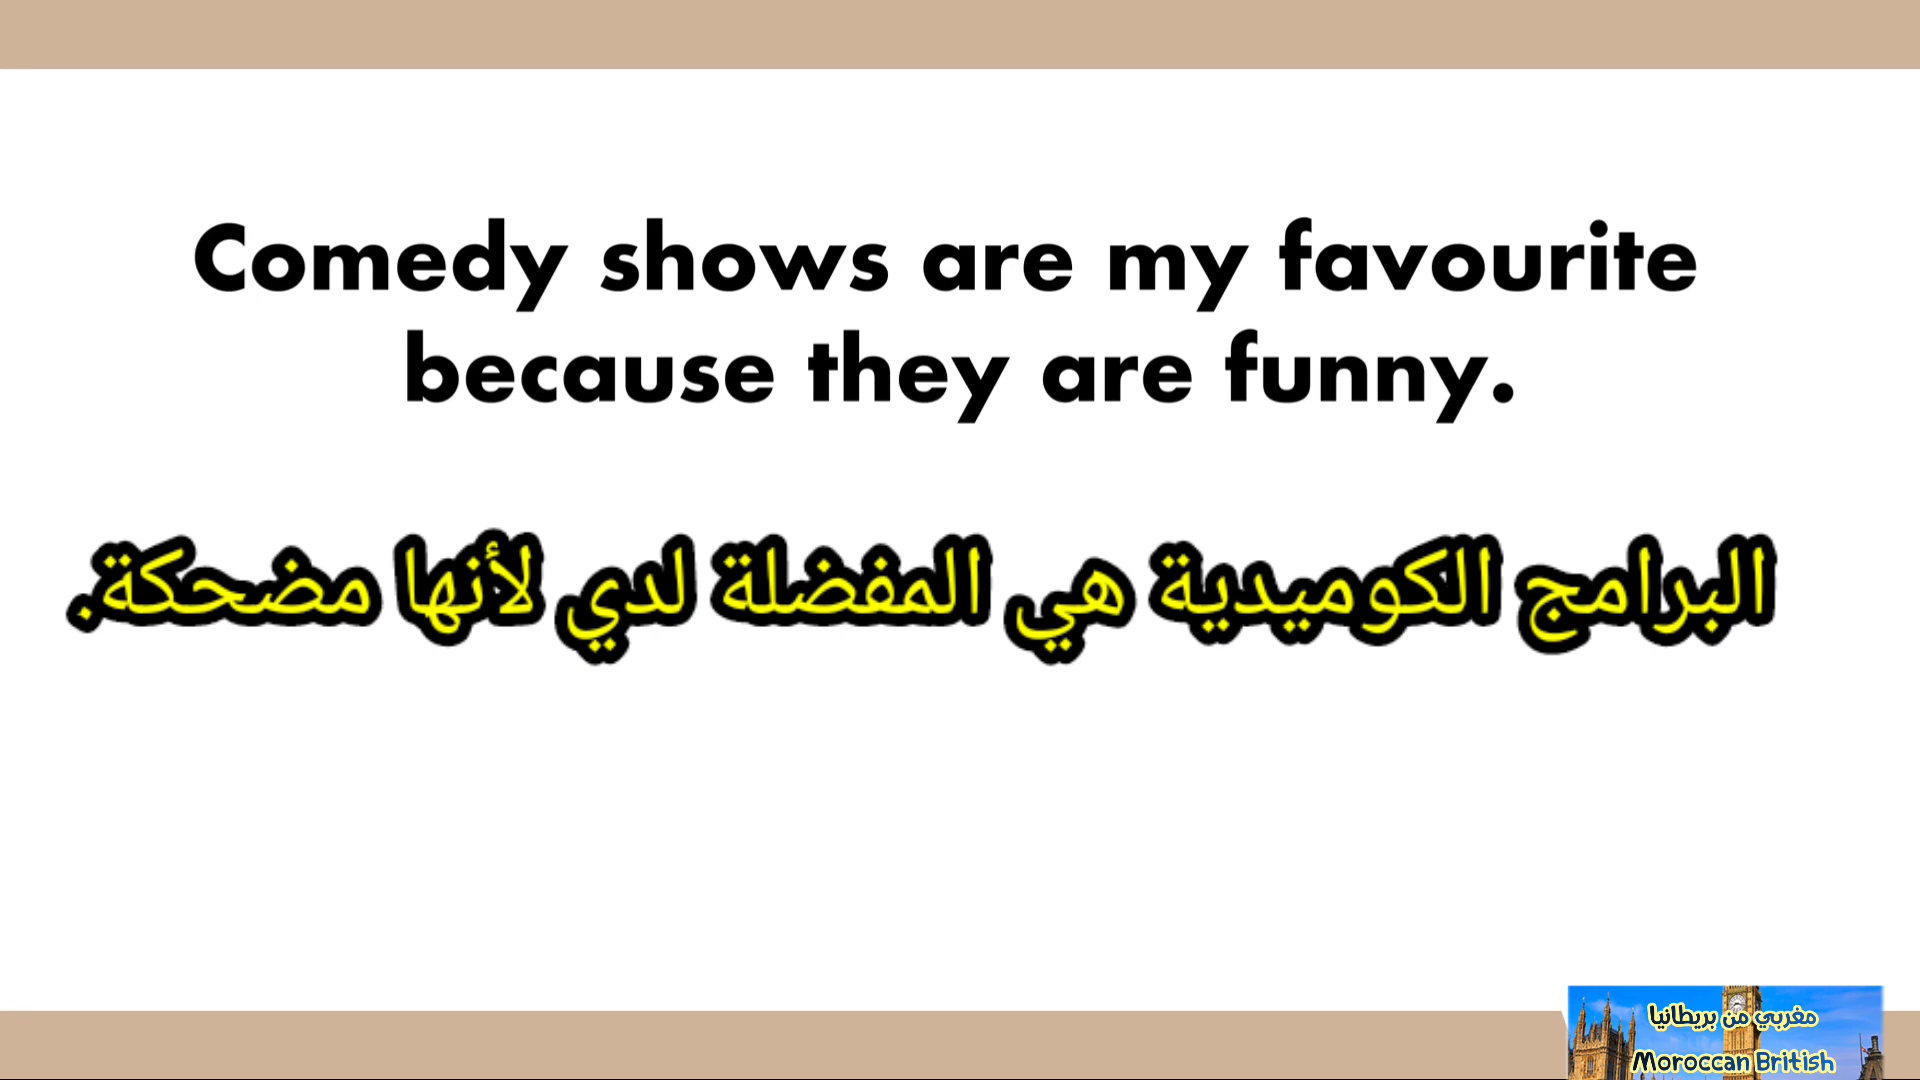 Comedy shows are my favourite
because they are funny.
البرامج الكوميدية هي المفضلة لدي لأنها مضحكة.
مغربي من بريطانيا
Moroccan British